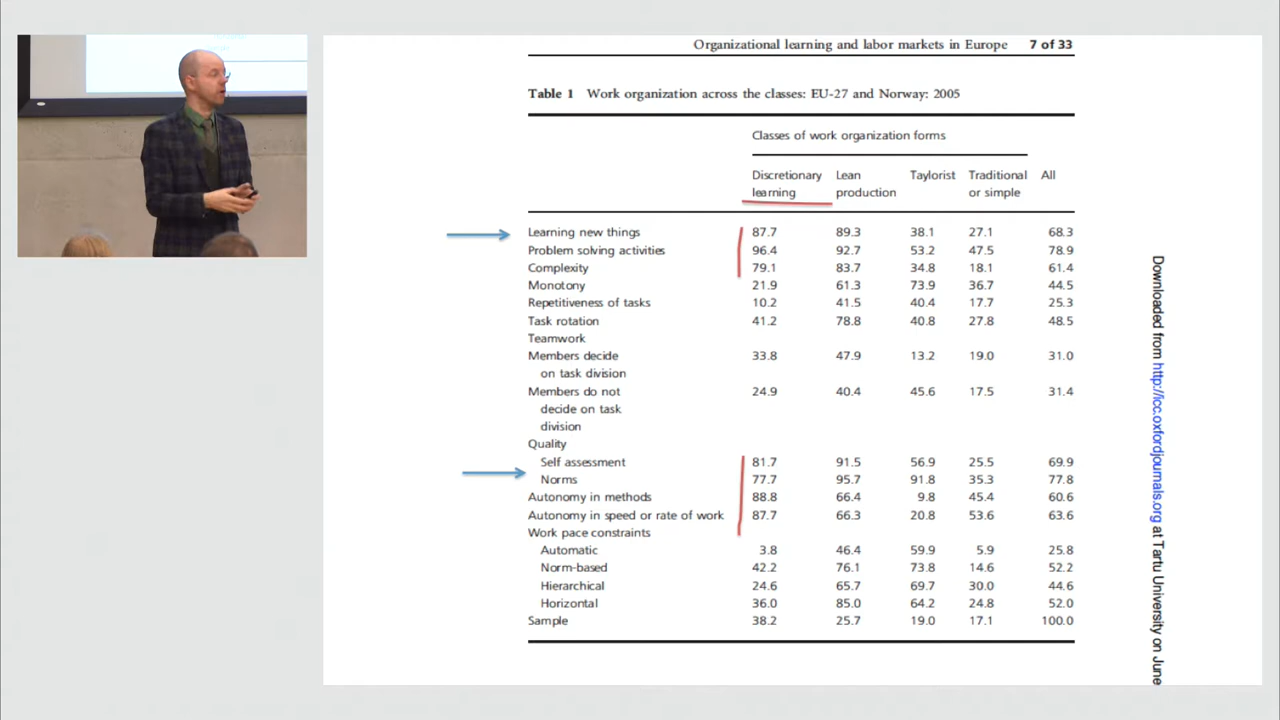 Organizational learning and labor markets in Europe 7 of 33
Table 1 Work organization across the classes: EU-27 and Norway: 2005
Classes of work organization forms
Discretionary Lean Taylorist Traditional All
learning production or simple
Learning new things 87.7 89.3 38.1 27.1 68.3
Problem solving activities 96.4 92.7 53.2 47.5 78.9
Complexity 79.1 83.7 34.8 18.1 61.4
Monotony 21.9 61.3 73.9 36.7 44.5
Repetitiveness of tasks 10.2 41.5 40.4 17.7 25.3
Task rotation 41.2 78.8 40.8 27.8 48.5
Teamwork
Members decide 33.8 47.9 13.2 19.0 31.0
on task division
Members do not 24.9 40.4 45.6 17.5 31.4
decide on task
division
Quality
Self assessment 81.7 91.5 56.9 25.5 69.9
Norms 77.7 95.7 91.8 35.3 77.8
Autonomy in methods 88.8 66.4 9.8 45.4 60.6
Autonomy in speed or rate of work 87.7 66.3 20.8 53.6 63.6
Work pace constraints
Automatic 3.8 46.4 59.9 5.9 25.8
Norm-based 42.2 76.1 73.8 14.6 52.2
Hierarchical 24.6 65.7 69.7 30.0 44.6
Horizontal 36.0 85.0 64.2 24.8 52.0
Sample 38.2 25.7 19.0 17.1 100.0
Downloaded from http://icc.oxfordjournals.org at Tartu University on June